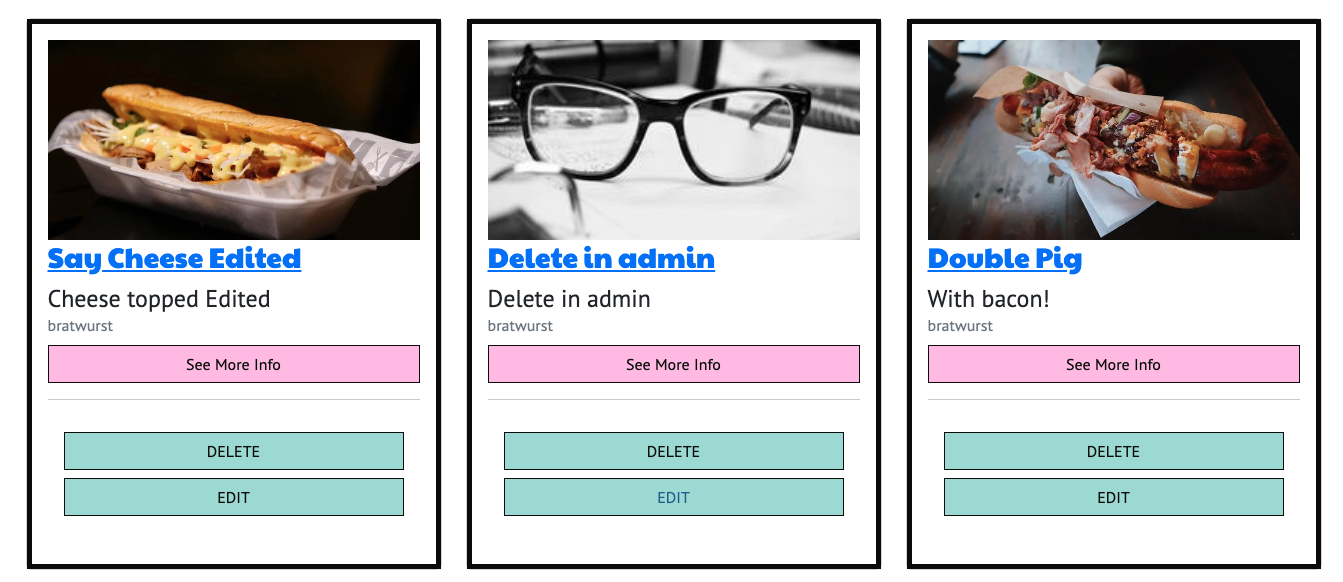 Say Cheese Edited
Cheese topped Edited
bratwurst
See More Info
DELETE
EDIT
Delete in admin
Delete in admin
bratwurst
See More Info
DELETE
EDIT
Double Pig
With bacon!
bratwurst
See More Info
DELETE
EDIT